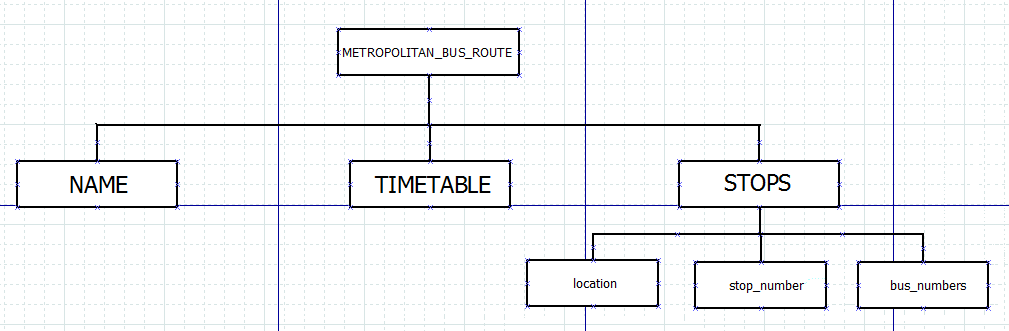 METROPOLITAN_BUS_ROUTE
NAME
TIMETABLE
STOPS
location
stop_number
bus_numbers